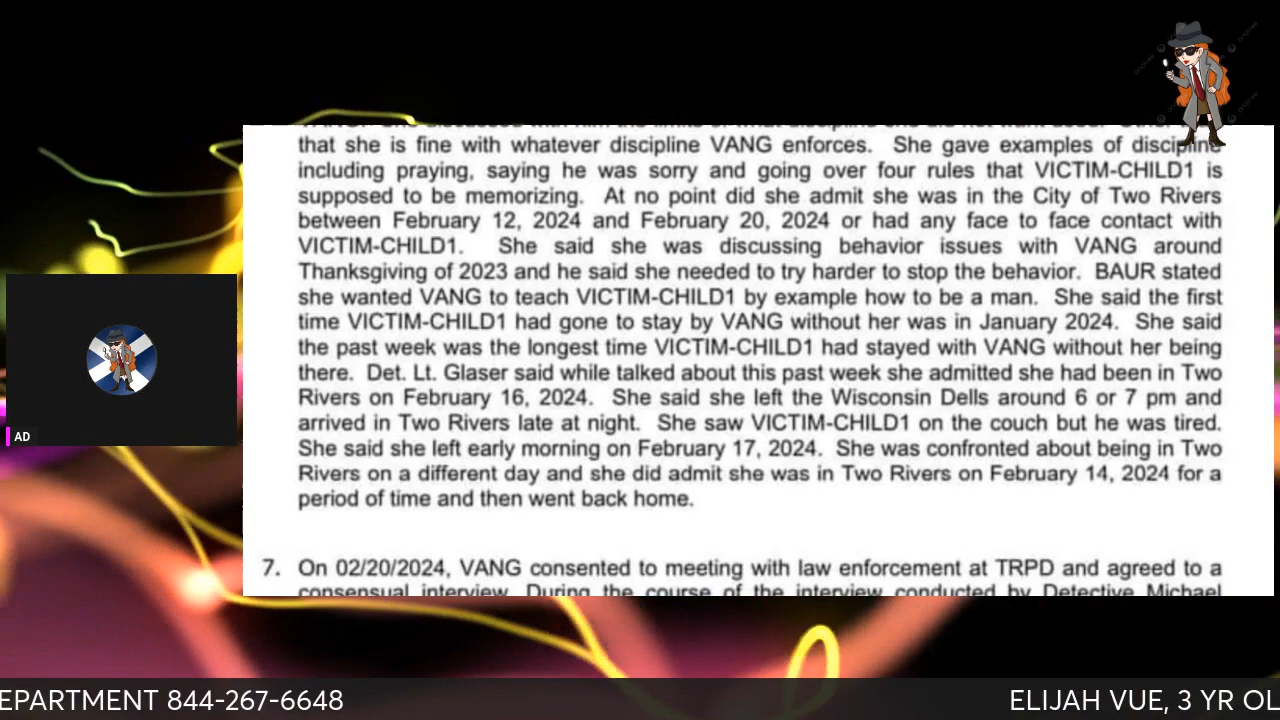 that she is fine with whatever discipline VANG enforces. She gave examples of discipline
including praying, saying he was sorry and going over four rules that VICTIM-CHILD1 is
supposed to be memorizing. At no point did she admit she was in the City of Two Rivers
between February 12, 2024 and February 20, 2024 or had any face to face contact with
VICTIM-CHILD1. She said she was discussing behavior issues with VANG around
Thanksgiving of 2023 and he said she needed to try harder to stop the behavior. BAUR stated
she wanted VANG to teach VICTIM-CHILD1 by example how to be a man. She said the first
time VICTIM-CHILD1 had gone to stay by VANG without her was in January 2024. She said
the past week was the longest time VICTIM-CHILD1 had stayed with VANG without her being
there. Det. Lt. Glaser said while talked about this past week she admitted she had been in Two
Rivers on February 16, 2024. She said she left the Wisconsin Dells around 6 or 7 pm and
arrived in Two Rivers late at night. She saw VICTIM-CHILD1 on the couch but he was tired.
She said she left early morning on February 17, 2024. She was confronted about being in Two
Rivers on a different day and she did admit she was in Two Rivers on February 14, 2024 for a
period of time and then went back home.
7. On 02/20/2024, VANG consented to meeting with law enforcement at TRPD and agreed to a
consensual interview. During the course of the interview conducted by Detective Michael
AD
EPARTMENT 844-267-6648
ELIJAH VUE, 3 YR OL